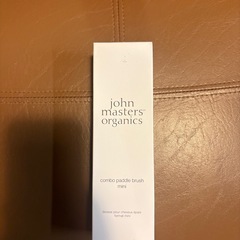 john
masters
organics
combo paddle brush
mini